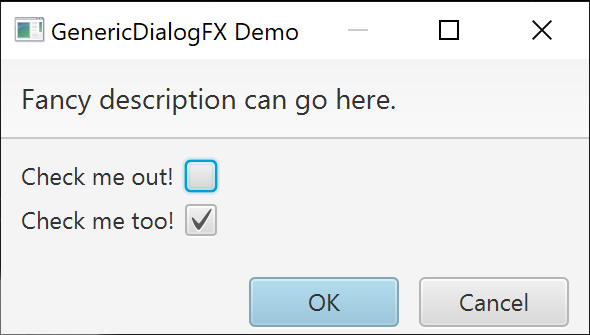 GenericDialogFX Demo
Fancy description can go here.
Check me out!
Check me too!
OK Cancel